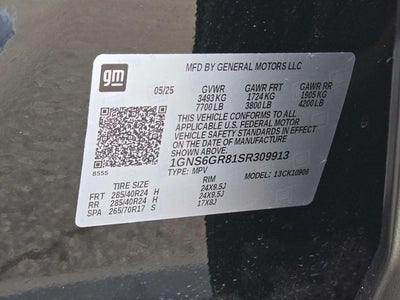 gm
MFD BY GENERAL MOTORS LLC
05/25 GVWR GAWR FRT GAWR RR
3493 KG 1724 KG 1905 KG
7700 LB 3800 LB 4200 LB
THIS VEHICLE CONFORMS TO ALL
APPLICABLE U.S. FEDERAL MOTOR
VEHICLE SAFETY STANDARDS IN EFFECT ON
THE DATE OF MANUFACTURE SHOWN ABOVE.
1GNS6GR81SR309913
8555 TYPE: MPV MODEL: 13CK10906
TIRE SIZE RIM
FRT 285/40R24 H 24X9.5J
RR 285/40R24 H 24X9.5J
SPA 265/70R17 S 17X8J